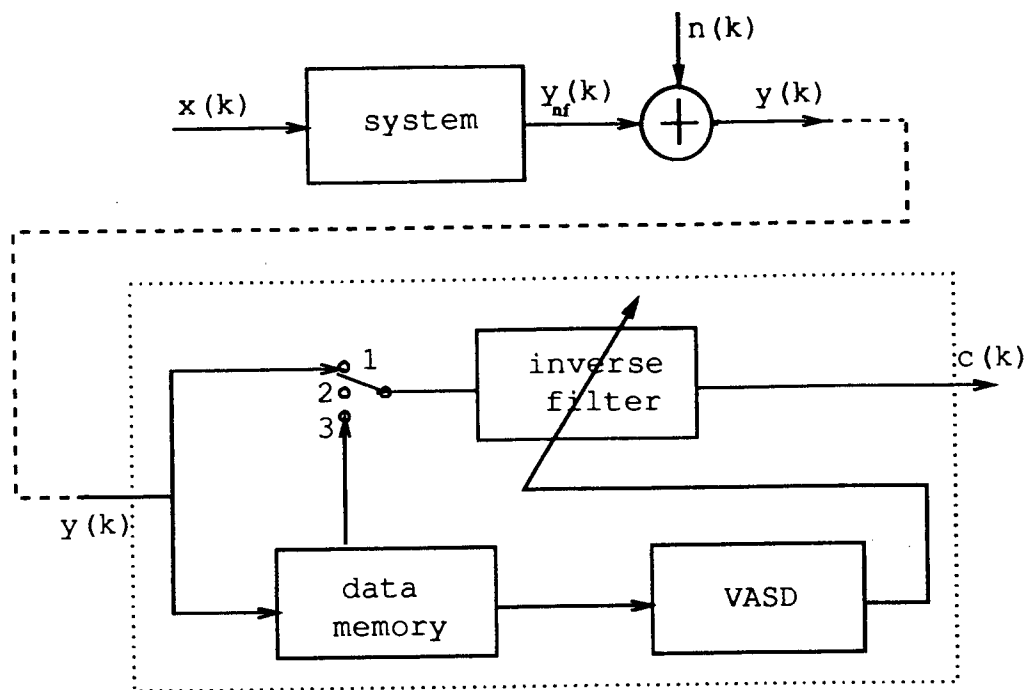 n(k)
x(k)
system
y_nf(k)
y(k)
1
2
3
inverse
filter
c(k)
y(k)
data
memory
VASD